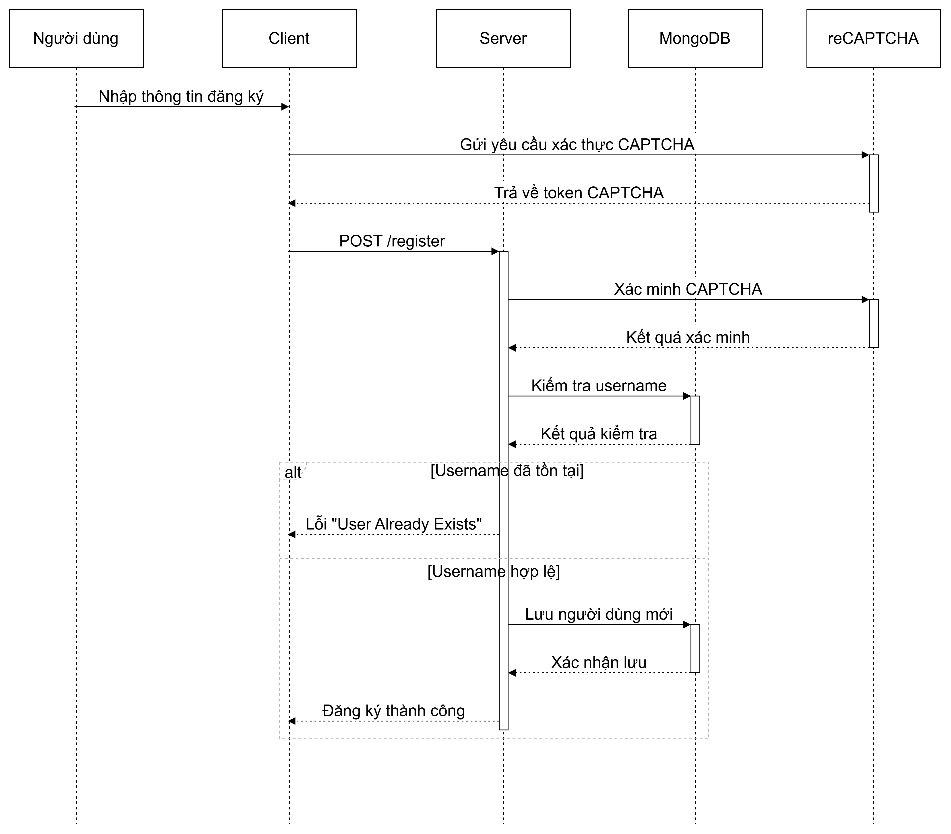 Người dùng
Client
Server
MongoDB
reCAPTCHA
Nhập thông tin đăng ký
Gửi yêu cầu xác thực CAPTCHA
Trả về token CAPTCHA
POST /register
Xác minh CAPTCHA
Kết quả xác minh
Kiểm tra username
Kết quả kiểm tra
alt
[Username đã tồn tại]
Lỗi "User Already Exists"
[Username hợp lệ]
Lưu người dùng mới
Xác nhận lưu
Đăng ký thành công